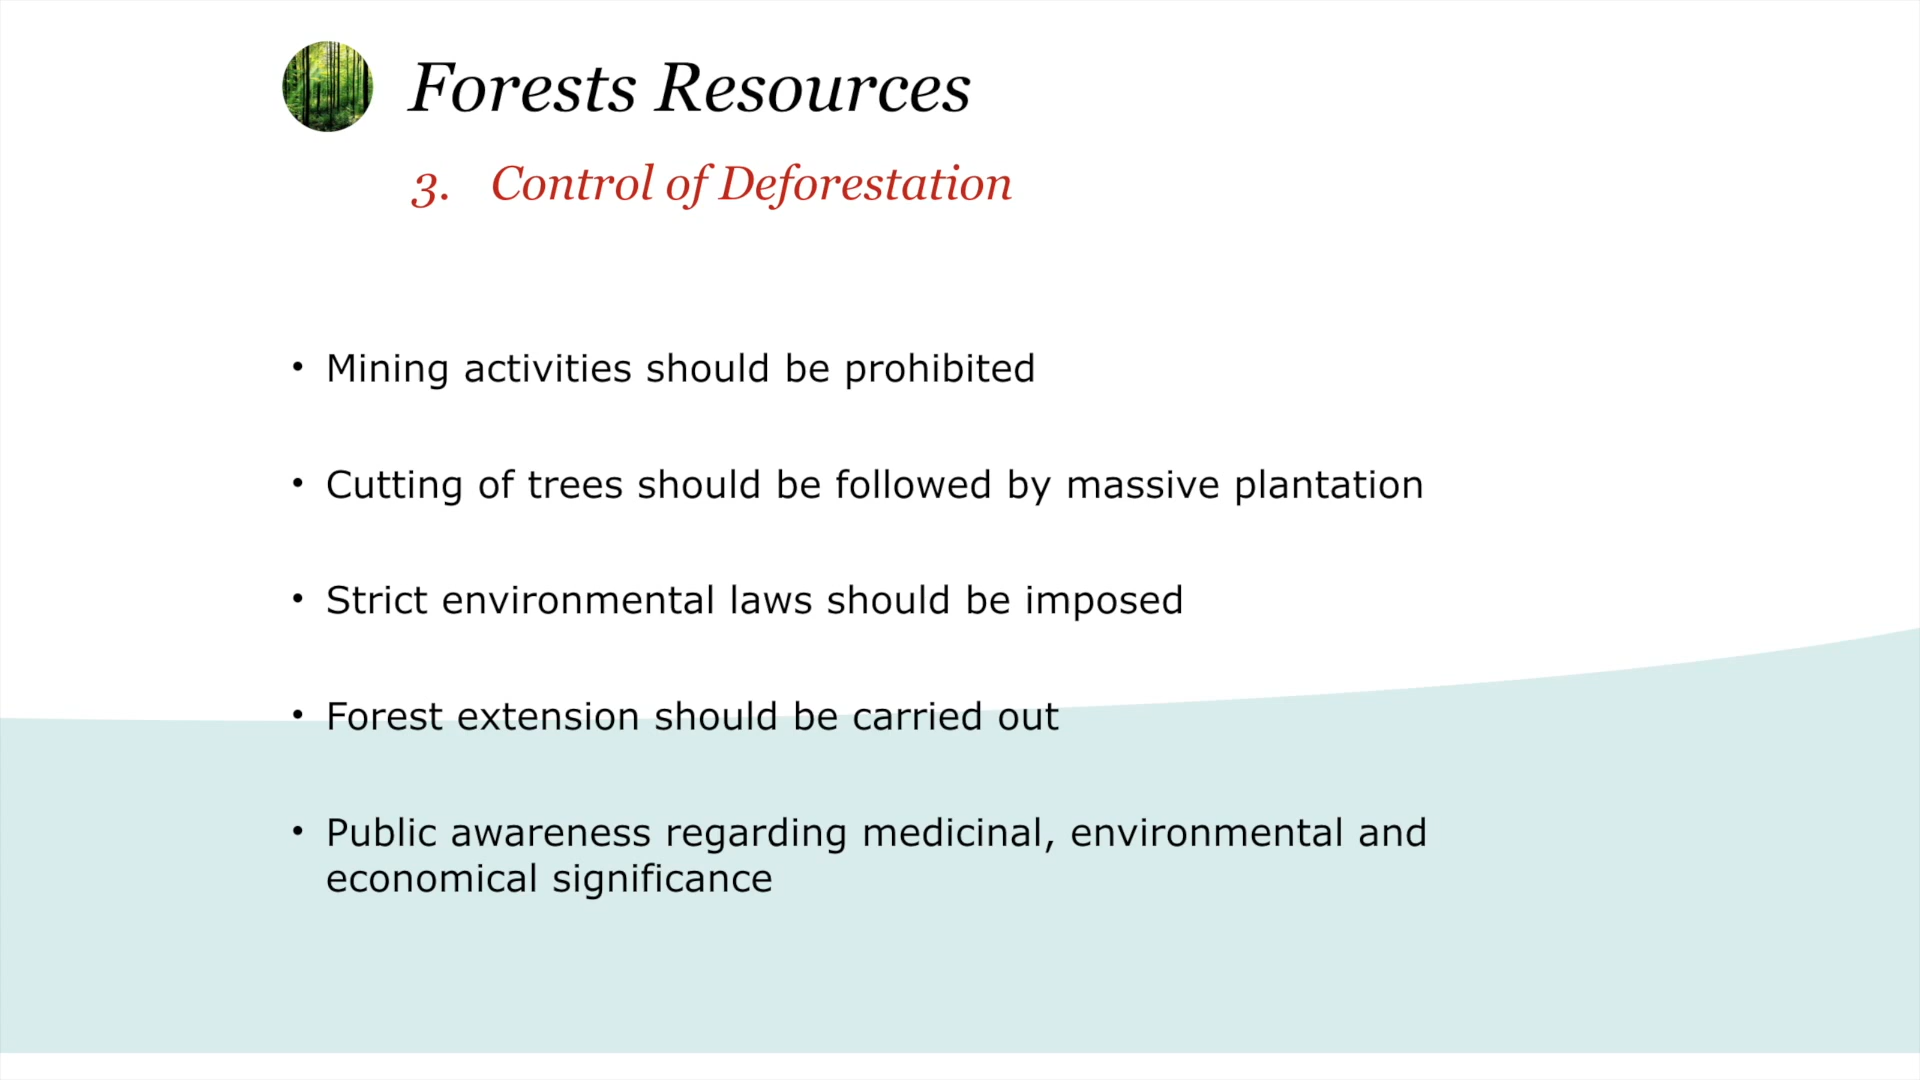 Forests Resources
3. Control of Deforestation
• Mining activities should be prohibited
• Cutting of trees should be followed by massive plantation
• Strict environmental laws should be imposed
• Forest extension should be carried out
• Public awareness regarding medicinal, environmental and
economical significance